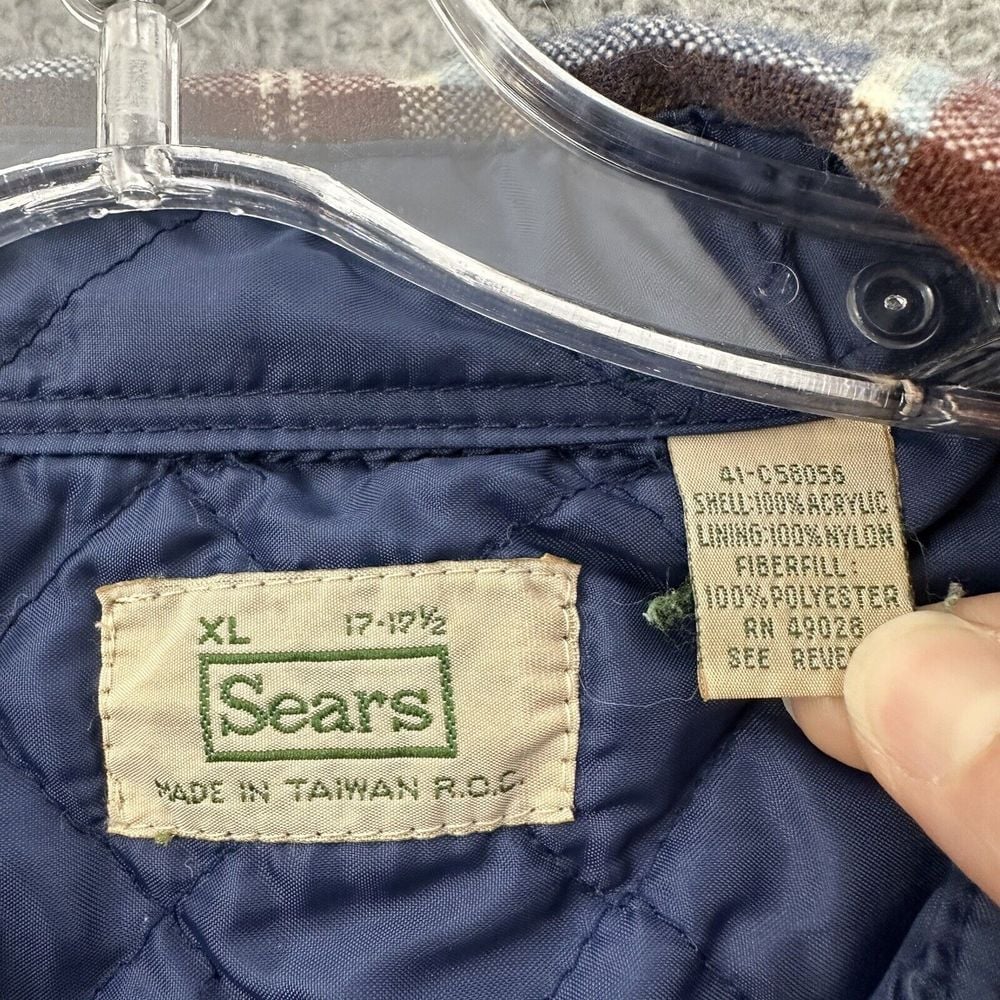 XL 17-17½
Sears
MADE IN TAIWAN R.O.C.
41-C58056
SHELL:100% ACRYLIC
LINING:100% NYLON
FIBERFILL:
100% POLYESTER
RN 49028
SEE